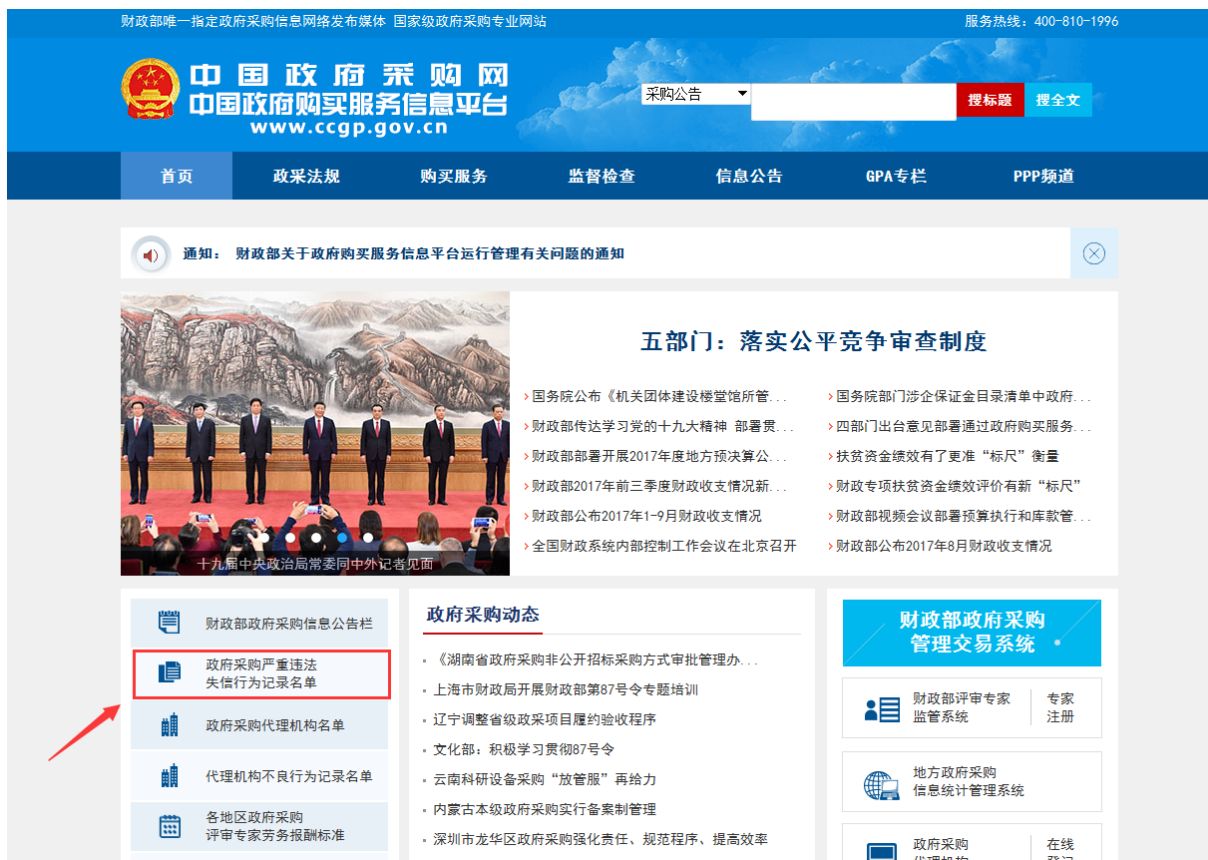 财政部唯一指定政府采购信息网络发布媒体 国家级政府采购专业网站
服务热线：400-810-1996
中国政府采购网
中国政府购买服务信息平台
www.ccgp.gov.cn
采购公告
搜标题
搜全文
首页
政采法规
购买服务
监督检查
信息公告
GPA专栏
PPP频道
通知： 财政部关于政府购买服务信息平台运行管理有关问题的通知
十九届中央政治局常委同中外记者见面
五部门：落实公平竞争审查制度
国务院公布《机关团体建设楼堂馆所管...
财政部传达学习党的十九大精神 部署贯...
财政部部署开展2017年度地方预决算公...
财政部2017年前三季度财政收支情况新...
财政部公布2017年1-9月财政收支情况
全国财政系统内部控制工作会议在北京召开
国务院部门涉企保证金目录清单中政府...
四部门出台意见部署通过政府购买服务...
扶贫资金绩效有了更准“标尺”衡量
财政专项扶贫资金绩效评价有新“标尺”
财政部视频会议部署预算执行和库款管...
财政部公布2017年8月财政收支情况
财政部政府采购信息公告栏
政府采购严重违法
失信行为记录名单
政府采购代理机构名单
代理机构不良行为记录名单
各地区政府采购
评审专家劳务报酬标准
政府采购动态
《湖南省政府采购非公开招标采购方式审批管理办...
上海市财政局开展财政部第87号令专题培训
辽宁调整省级政采项目履约验收程序
文化部：积极学习贯彻87号令
云南科研设备采购“放管服”再给力
内蒙古本级政府采购实行备案制管理
深圳市龙华区政府采购强化责任、规范程序、提高效率
财政部政府采购
管理交易系统
财政部评审专家
监管系统
专家
注册
地方政府采购
信息统计管理系统
政府采购
在线